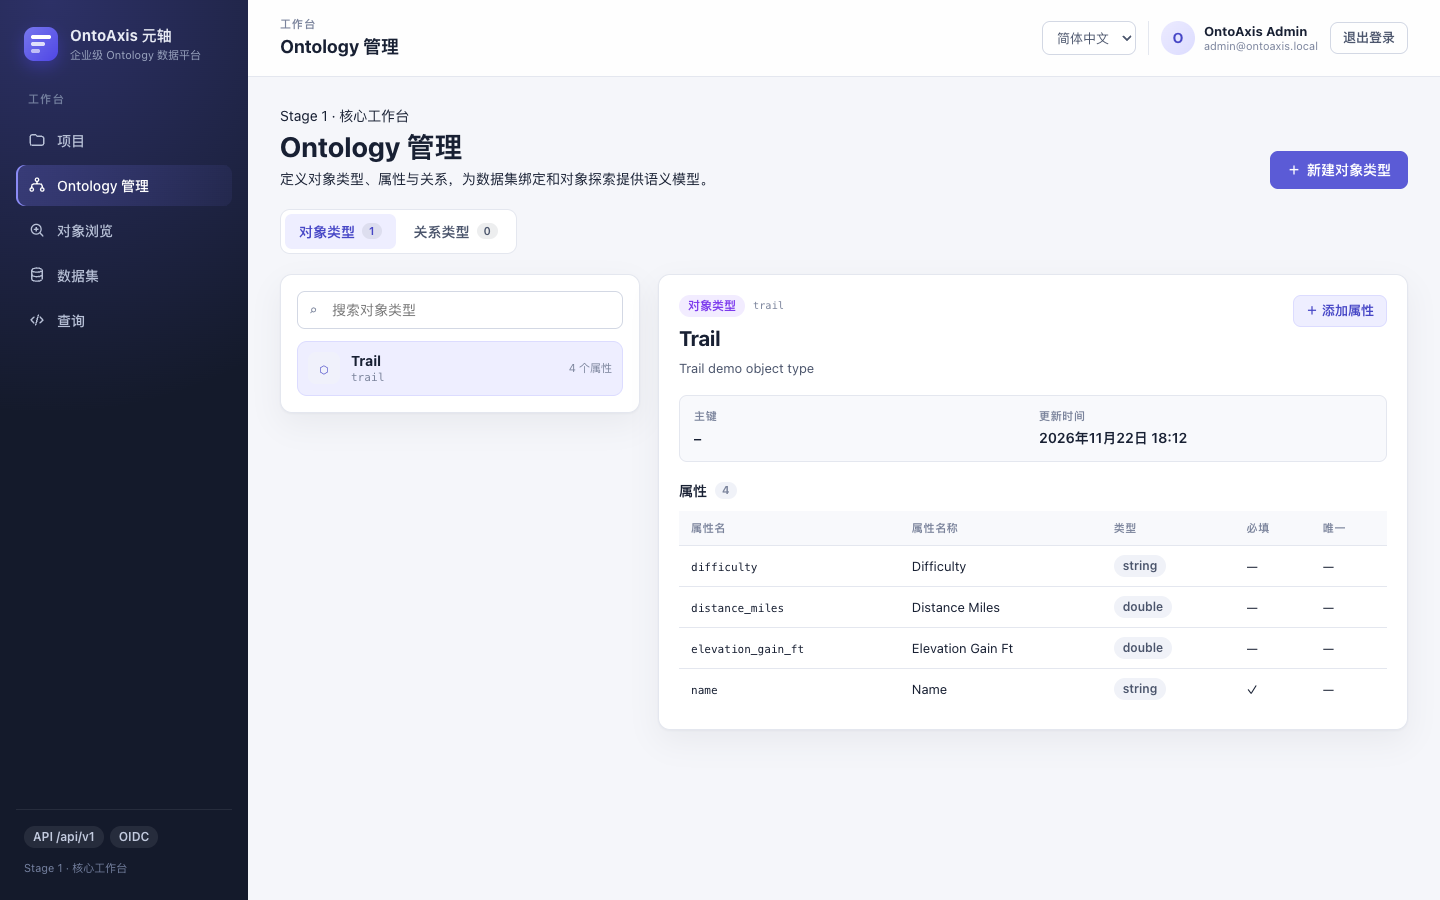 OntoAxis 元轴
企业级 Ontology 数据平台
工作台
项目
Ontology 管理
对象浏览
数据集
查询
API /api/v1
OIDC
Stage 1 · 核心工作台
工作台
Ontology 管理
简体中文
O
OntoAxis Admin
admin@ontoaxis.local
退出登录
Stage 1 · 核心工作台
Ontology 管理
定义对象类型、属性与关系，为数据集绑定和对象探索提供语义模型。
+ 新建对象类型
对象类型 1
关系类型 0
搜索对象类型
Trail
trail
4 个属性
对象类型 trail
+ 添加属性
Trail
Trail demo object type
主键
–
更新时间
2026年11月22日 18:12
属性 4
属性名 属性名称 类型 必填 唯一
difficulty Difficulty string — —
distance_miles Distance Miles double — —
elevation_gain_ft Elevation Gain Ft double — —
name Name string ✓ —